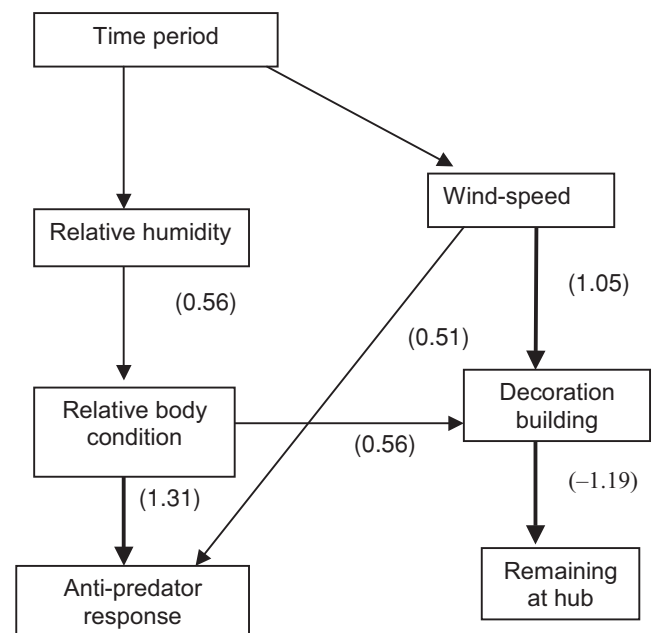 Time period
Wind-speed
Relative humidity
(1.05)
(0.56)
(0.51)
Decoration
building
Relative body
condition
(0.56)
(–1.19)
(1.31)
Remaining
at hub
Anti-predator
response